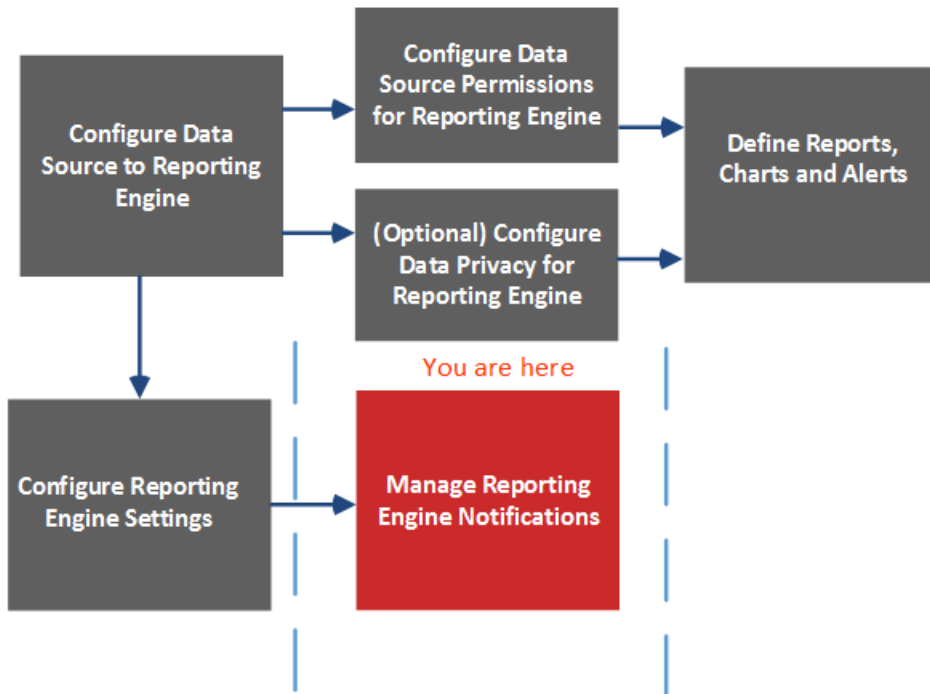 Configure Data
Source to Reporting
Engine
Configure Data
Source Permissions
for Reporting Engine
(Optional) Configure
Data Privacy for
Reporting Engine
Define Reports,
Charts and Alerts
You are here
Configure Reporting
Engine Settings
Manage Reporting
Engine Notifications